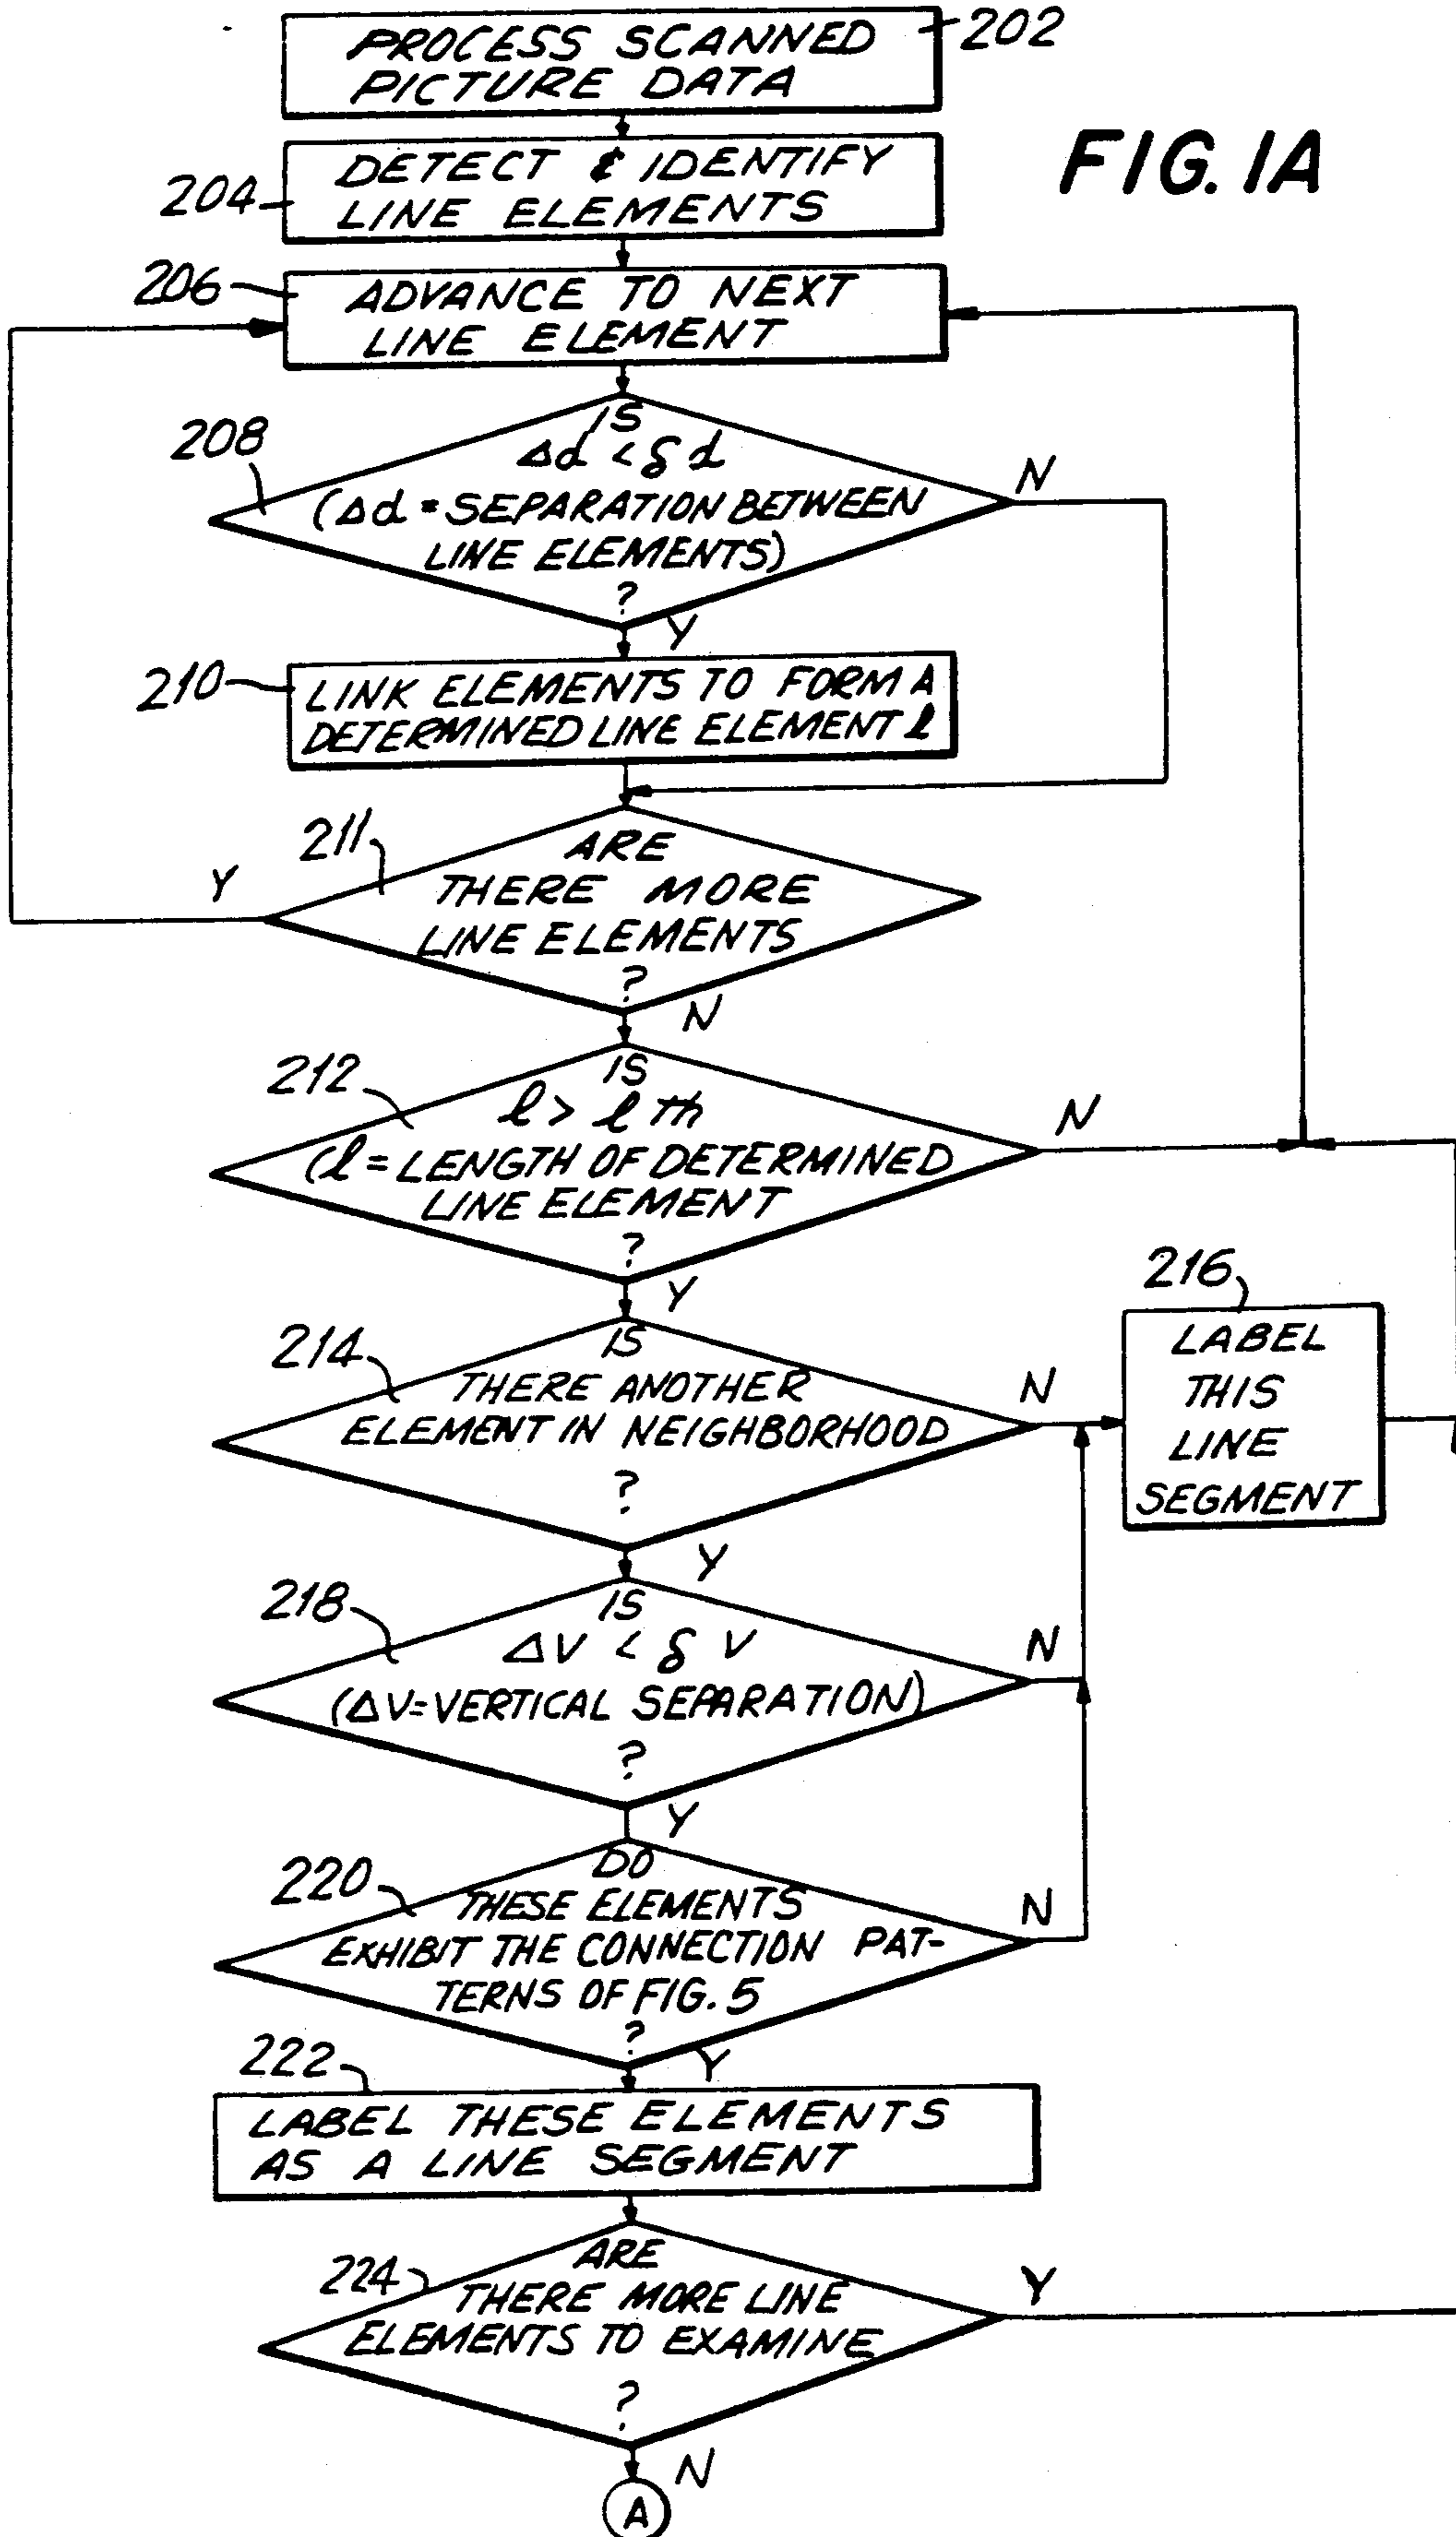 PROCESS SCANNED
PICTURE DATA
202
FIG. 1A
204
DETECT & IDENTIFY
LINE ELEMENTS
206
ADVANCE TO NEXT
LINE ELEMENT
208
IS
Δd < δ d
(Δd = SEPARATION BETWEEN
LINE ELEMENTS)
?
N
Y
210
LINK ELEMENTS TO FORM A
DETERMINED LINE ELEMENT ℓ
211
ARE
THERE MORE
LINE ELEMENTS
?
Y
N
212
IS
ℓ > ℓ th
(ℓ = LENGTH OF DETERMINED
LINE ELEMENT
?
N
Y
214
IS
THERE ANOTHER
ELEMENT IN NEIGHBORHOOD
?
N
Y
216
LABEL
THIS
LINE
SEGMENT
218
IS
ΔV < δ V
(ΔV = VERTICAL SEPARATION)
?
N
Y
220
DO
THESE ELEMENTS
EXHIBIT THE CONNECTION PAT-
TERNS OF FIG. 5
?
N
Y
222
LABEL THESE ELEMENTS
AS A LINE SEGMENT
224
ARE
THERE MORE LINE
ELEMENTS TO EXAMINE
?
Y
N
A